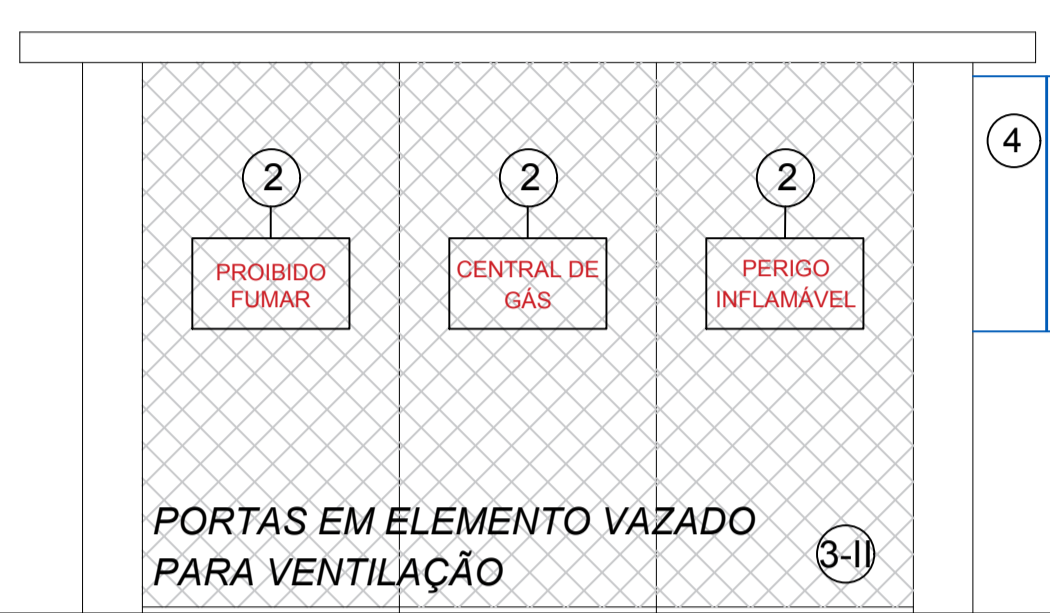 4
2
2
2
PROIBIDO
FUMAR
CENTRAL DE
GÁS
PERIGO
INFLAMÁVEL
PORTAS EM ELEMENTO VAZADO
PARA VENTILAÇÃO
3-II